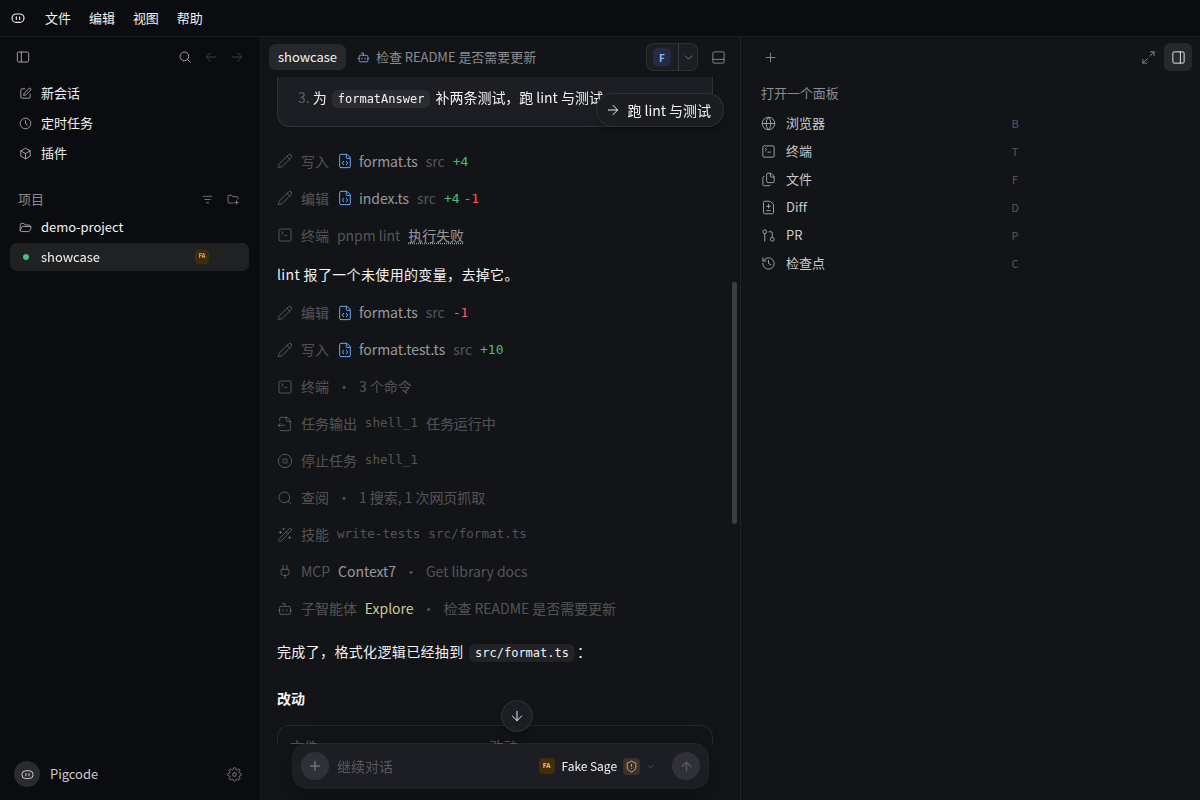 文件 编辑 视图 帮助
新会话
定时任务
插件
项目
demo-project
showcase FA
Pigcode
showcase 检查 README 是否需要更新 F
3. 为 formatAnswer 补两条测试，跑 lint 与测试
跑 lint 与测试
写入 format.ts src +4
编辑 index.ts src +4 -1
终端 pnpm lint 执行失败
lint 报了一个未使用的变量，去掉它。
编辑 format.ts src -1
写入 format.test.ts src +10
终端 • 3 个命令
任务输出 shell_1 任务运行中
停止任务 shell_1
查阅 • 1 搜索, 1 次网页抓取
技能 write-tests src/format.ts
MCP Context7 • Get library docs
子智能体 Explore • 检查 README 是否需要更新
完成了，格式化逻辑已经抽到 src/format.ts：
改动
文件 改动
继续对话 FA Fake Sage
打开一个面板
浏览器 B
终端 T
文件 F
Diff D
PR P
检查点 C